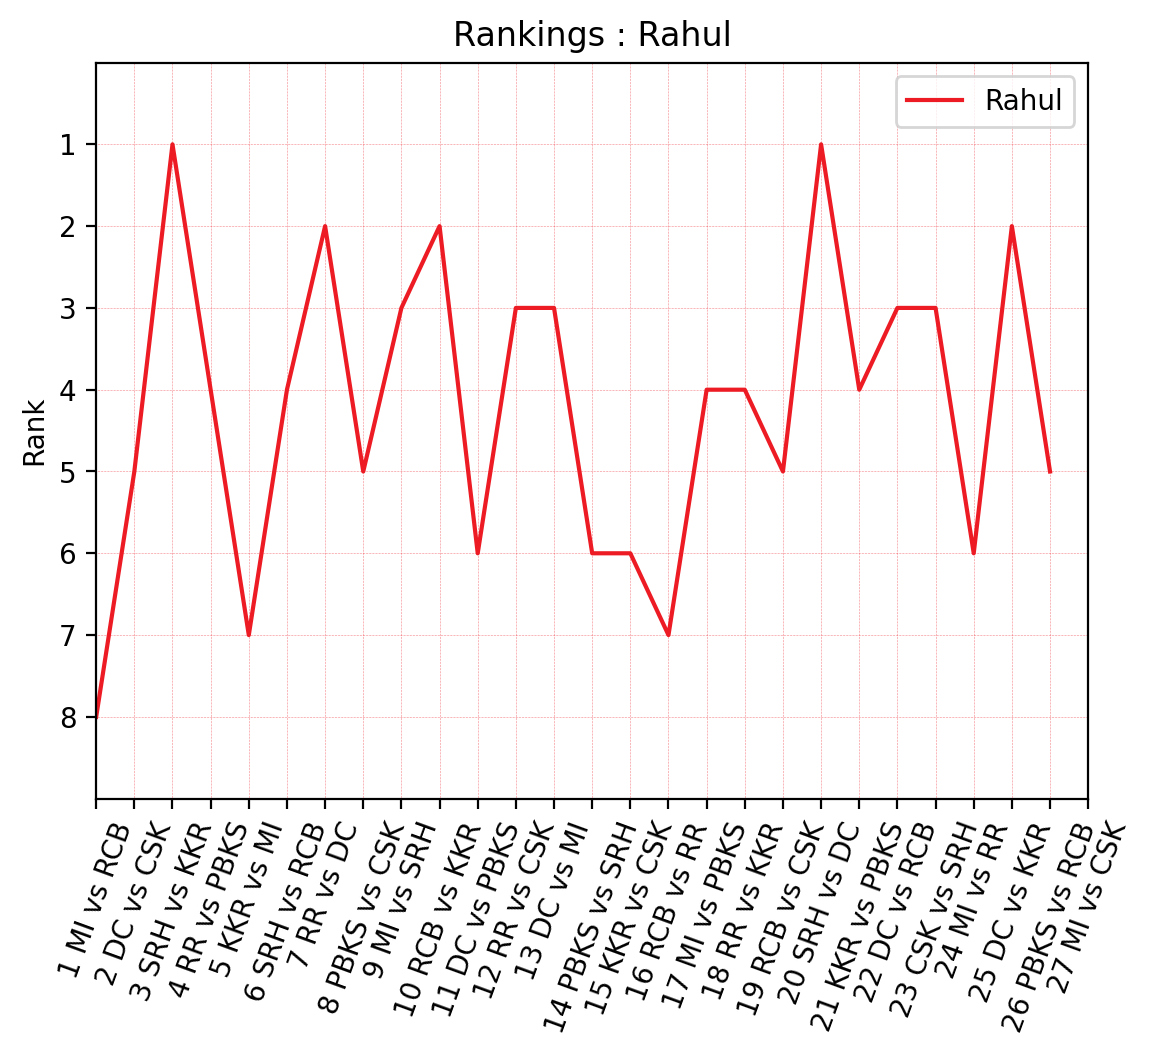 Rankings : Rahul
Rahul
Rank
1
2
3
4
5
6
7
8
1 MI vs RCB
2 DC vs CSK
3 SRH vs KKR
4 RR vs PBKS
5 KKR vs MI
6 SRH vs RCB
7 RR vs DC
8 PBKS vs CSK
9 MI vs SRH
10 RCB vs KKR
11 DC vs PBKS
12 RR vs CSK
13 DC vs MI
14 PBKS vs SRH
15 KKR vs CSK
16 RCB vs RR
17 MI vs PBKS
18 RR vs KKR
19 RCB vs CSK
20 SRH vs DC
21 KKR vs PBKS
22 DC vs RCB
23 CSK vs SRH
24 MI vs RR
25 DC vs KKR
26 PBKS vs RCB
27 MI vs CSK